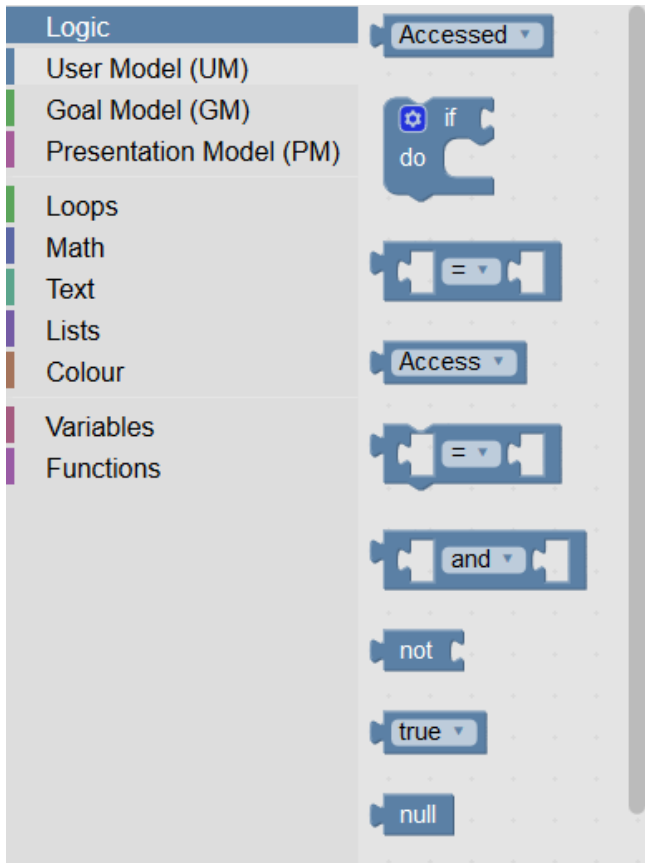 Logic
User Model (UM)
Goal Model (GM)
Presentation Model (PM)
Loops
Math
Text
Lists
Colour
Variables
Functions
Accessed
if
do
=
Access
=
and
not
true
null